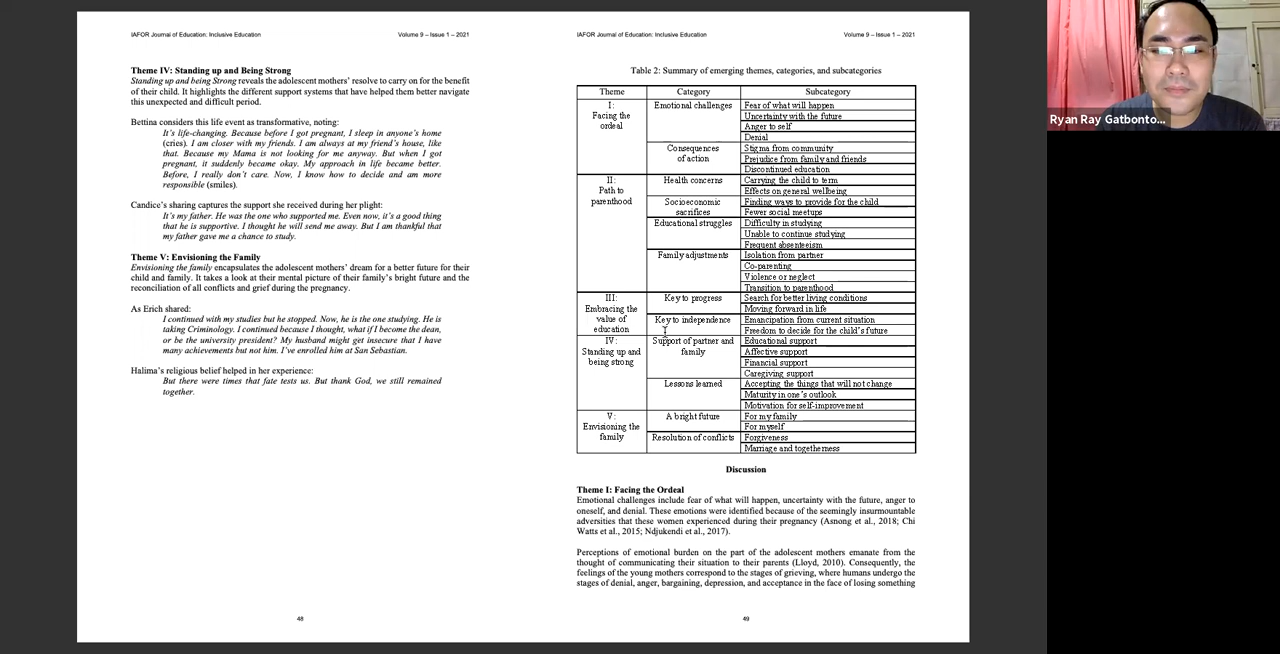 IAFOR Journal of Education: Inclusive Education Volume 9 – Issue 1 – 2021
Theme IV: Standing up and Being Strong
Standing up and being Strong reveals the adolescent mothers' resolve to carry on for the benefit
of their child. It highlights the different support systems that have helped them better navigate
this unexpected and difficult period.
Bettina considers this life event as transformative, noting:
It's life-changing. Because before I got pregnant, I sleep in anyone's home
(cries). I am closer with my friends. I am always at my friend's house, like
that. Because my Mama is not looking for me anyway. But when I got
pregnant, it suddenly became okay. My approach in life became better.
Before, I really don't care. Now, I know how to decide and am more
responsible (smiles).
Candice's sharing captures the support she received during her plight:
It's my father. He was the one who supported me. Even now, it's a good thing
that he is supportive. I thought he will send me away. But I am thankful that
my father gave me a chance to study.
Theme V: Envisioning the Family
Envisioning the family encapsulates the adolescent mothers' dream for a better future for their
child and family. It takes a look at their mental picture of their family's bright future and the
reconciliation of all conflicts and grief during the pregnancy.
As Erich shared:
I continued with my studies but he stopped. Now, he is the one studying. He is
taking Criminology. I continued because I thought, what if I become the dean,
or be the university president? My husband might get insecure that I have
many achievements but not him. I've enrolled him at San Sebastian.
Halima's religious belief helped in her experience:
But there were times that fate tests us. But thank God, we still remained
together.
48
IAFOR Journal of Education: Inclusive Education Volume 9 – Issue 1 – 2021
Table 2: Summary of emerging themes, categories, and subcategories
Theme Category Subcategory
I: Emotional challenges Fear of what will happen
Facing the Uncertainty with the future
ordeal Anger to self
Denial
Consequences Stigma from community
of action Prejudice from family and friends
Discontinued education
II: Health concerns Carrying the child to term
Path to Effects on general wellbeing
parenthood Socioeconomic Finding ways to provide for the child
sacrifices Fewer social meetups
Educational struggles Difficulty in studying
Unable to continue studying
Frequent absenteeism
Family adjustments Isolation from partner
Co-parenting
Violence or neglect
Transition to parenthood
III: Key to progress Search for better living conditions
Embracing the Moving forward in life
value of Key to independence Emancipation from current situation
education Freedom to decide for the child's future
IV: Support of partner and Educational support
Standing up and family Affective support
being strong Financial support
Caregiving support
Lessons learned Accepting the things that will not change
Maturity in one's outlook
Motivation for self-improvement
V: A bright future For my family
Envisioning the For myself
family Resolution of conflicts Forgiveness
Marriage and togetherness
Discussion
Theme I: Facing the Ordeal
Emotional challenges include fear of what will happen, uncertainty with the future, anger to
oneself, and denial. These emotions were identified because of the seemingly insurmountable
adversities that these women experienced during their pregnancy (Asnong et al., 2018; Chi
Watts et al., 2015; Ndjukendi et al., 2017).
Perceptions of emotional burden on the part of the adolescent mothers emanate from the
thought of communicating their situation to their parents (Lloyd, 2010). Consequently, the
feelings of the young mothers correspond to the stages of grieving, where humans undergo the
stages of denial, anger, bargaining, depression, and acceptance in the face of losing something
49
Ryan Ray Gatbonto...